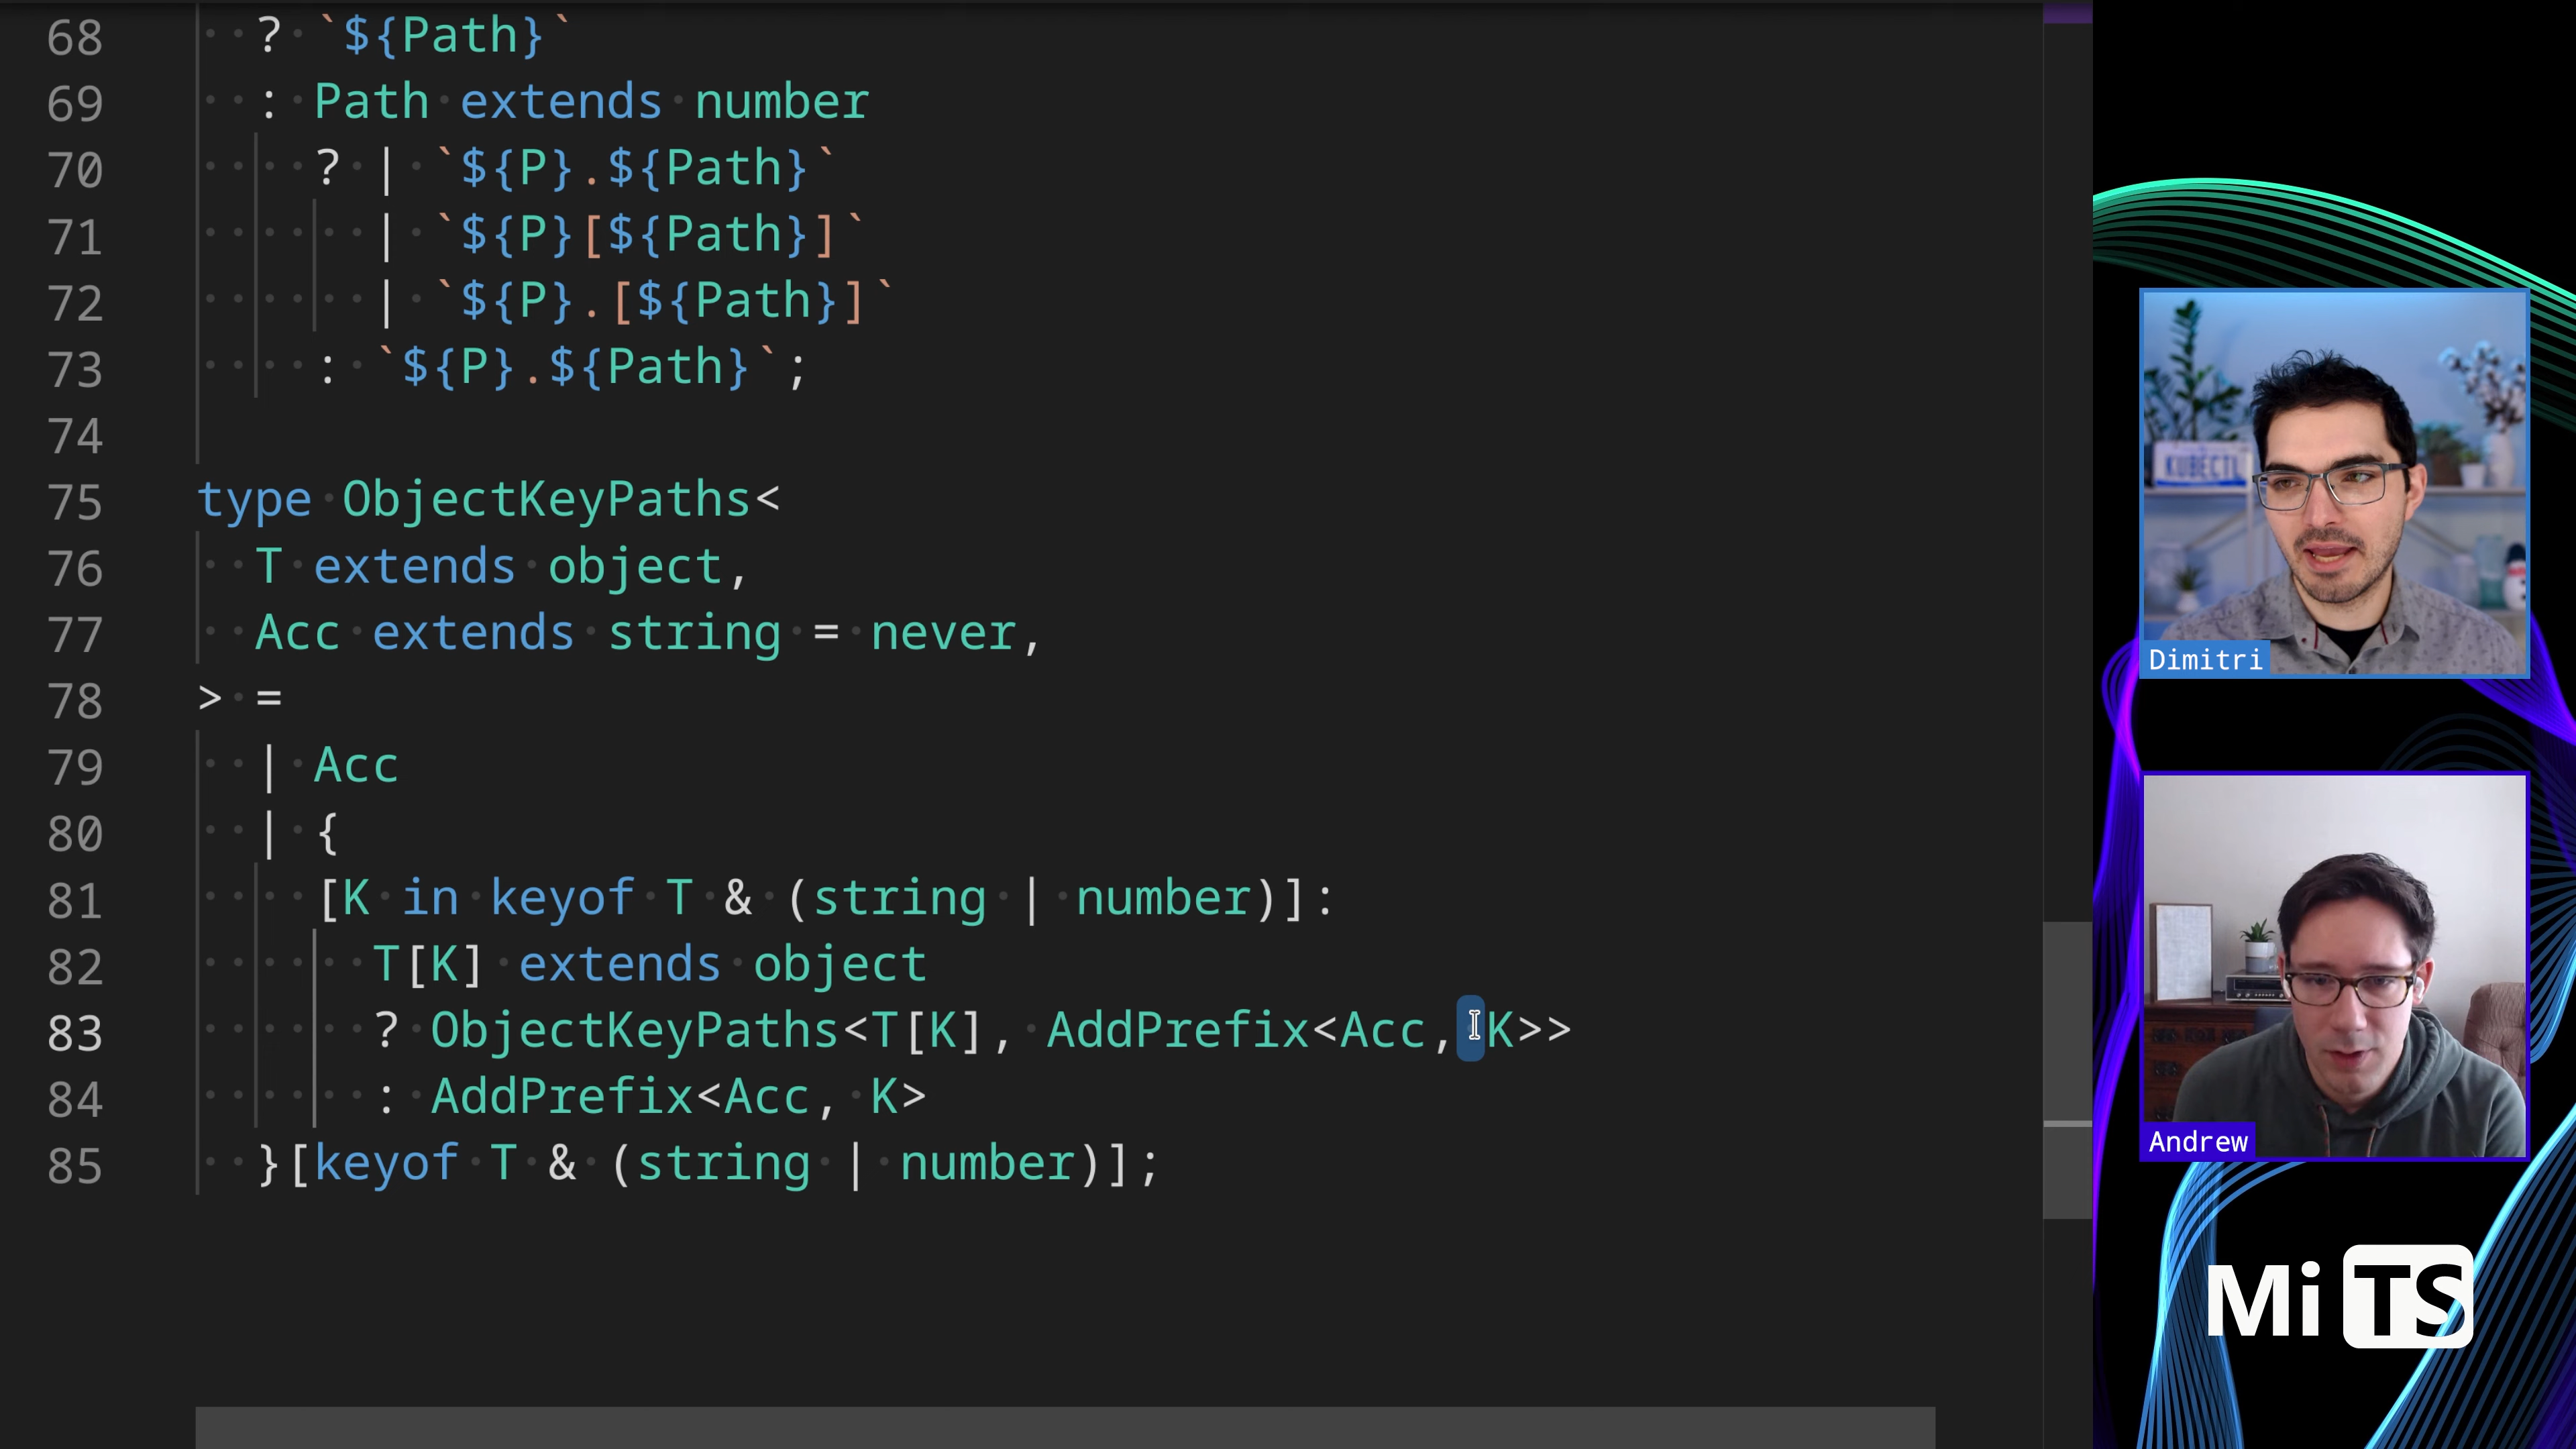 68 ? `${Path}`
69 : Path extends number
70 ? | `${P}.${Path}`
71 | `${P}[${Path}]`
72 | `${P}.[${Path}]`
73 : `${P}.${Path}`;
74
75 type ObjectKeyPaths<
76 T extends object,
77 Acc extends string = never,
78 > =
79 | Acc
80 | {
81 [K in keyof T & (string | number)]:
82 T[K] extends object
83 ? ObjectKeyPaths<T[K], AddPrefix<Acc, K>>
84 : AddPrefix<Acc, K>
85 }[keyof T & (string | number)];
KUBECTL
Dimitri
Andrew
Mi TS